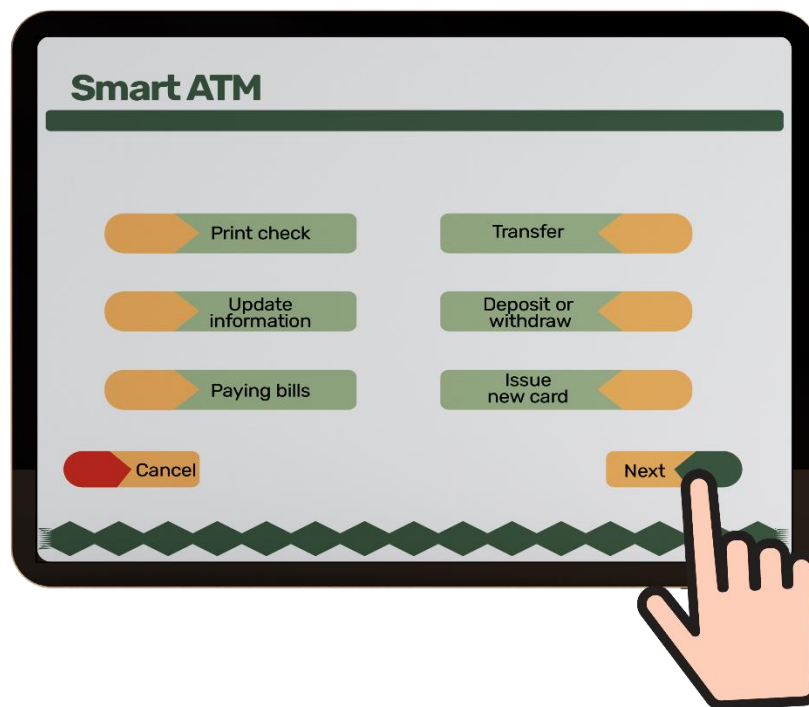 Smart ATM
Print check
Transfer
Update
information
Deposit or
withdraw
Paying bills
Issue
new card
Cancel
Next